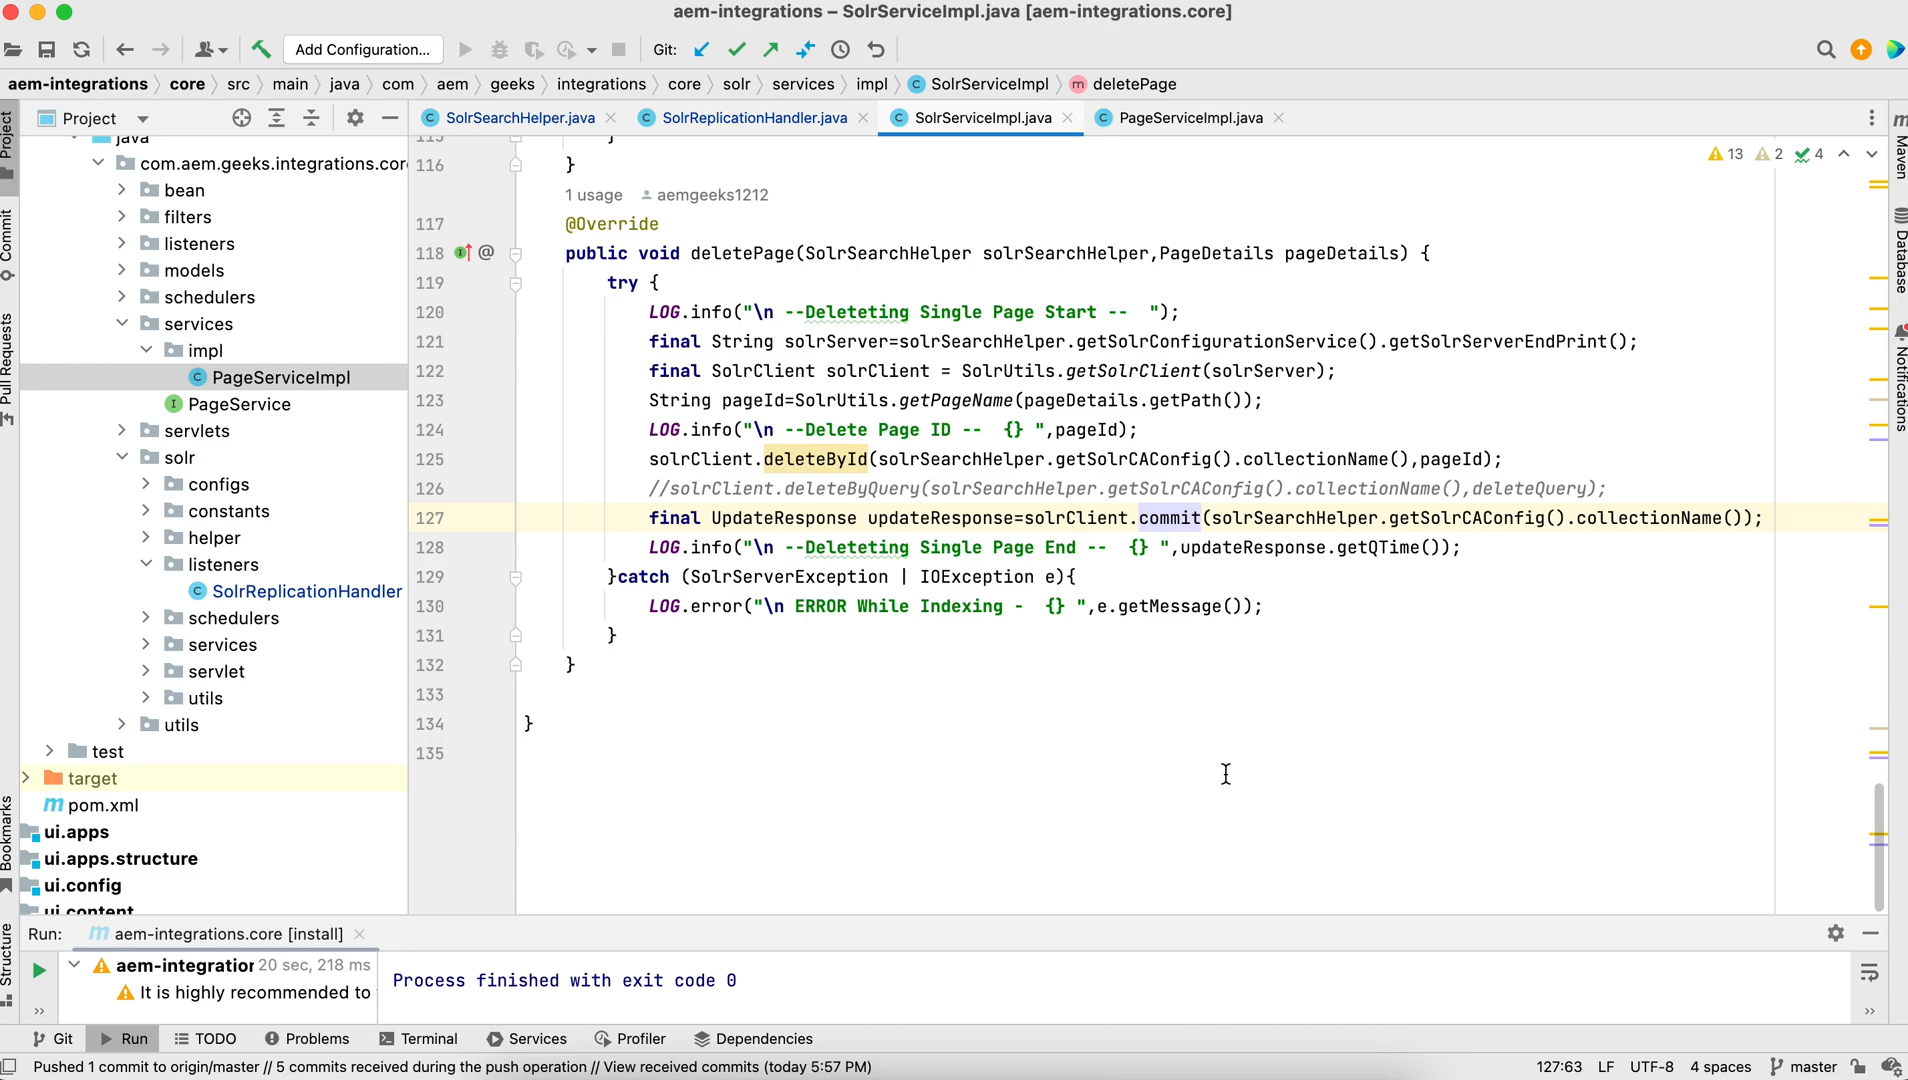 aem-integrations – SolrServiceImpl.java [aem-integrations.core]
Add Configuration...
Git:
aem-integrations core src main java com aem geeks integrations core solr services impl SolrServiceImpl deletePage
Project
SolrSearchHelper.java
SolrReplicationHandler.java
SolrServiceImpl.java
PageServiceImpl.java
Project
Commit
Pull Requests
Bookmarks
Structure
Maven
Database
Notifications
java
com.aem.geeks.integrations.core
bean
filters
listeners
models
schedulers
services
impl
PageServiceImpl
PageService
servlets
solr
configs
constants
helper
listeners
SolrReplicationHandler
schedulers
services
servlet
utils
utils
test
target
pom.xml
ui.apps
ui.apps.structure
ui.config
ui.content
13 2 4
115 }
116 }
1 usage aemgeeks1212
117 @Override
118 @ public void deletePage(SolrSearchHelper solrSearchHelper,PageDetails pageDetails) {
119 try {
120 LOG.info("\n --Deleteting Single Page Start --  ");
121 final String solrServer=solrSearchHelper.getSolrConfigurationService().getSolrServerEndPrint();
122 final SolrClient solrClient = SolrUtils.getSolrClient(solrServer);
123 String pageId=SolrUtils.getPageName(pageDetails.getPath());
124 LOG.info("\n --Delete Page ID --  {} ",pageId);
125 solrClient.deleteById(solrSearchHelper.getSolrCAConfig().collectionName(),pageId);
126 //solrClient.deleteByQuery(solrSearchHelper.getSolrCAConfig().collectionName(),deleteQuery);
127 final UpdateResponse updateResponse=solrClient.commit(solrSearchHelper.getSolrCAConfig().collectionName());
128 LOG.info("\n --Deleteting Single Page End --  {} ",updateResponse.getQTime());
129 }catch (SolrServerException | IOException e){
130 LOG.error("\n ERROR While Indexing -  {} ",e.getMessage());
131 }
132 }
133
134 }
135
Run: aem-integrations.core [install]
aem-integration 20 sec, 218 ms
It is highly recommended to
Process finished with exit code 0
Git Run TODO Problems Terminal Services Profiler Dependencies
Pushed 1 commit to origin/master // 5 commits received during the push operation // View received commits (today 5:57 PM)
127:63 LF UTF-8 4 spaces master